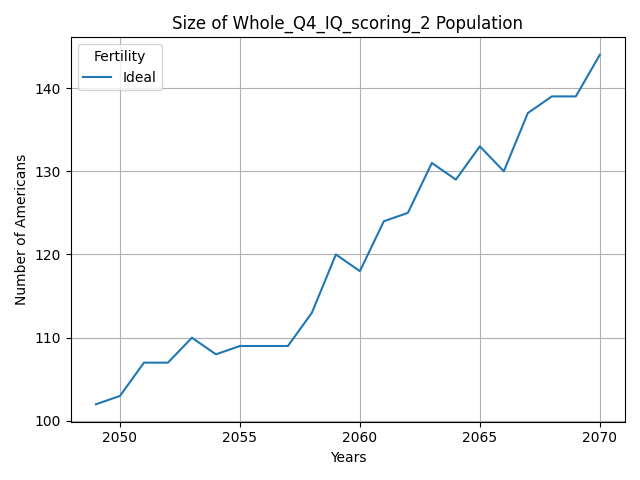 Size of Whole_Q4_IQ_scoring_2 Population
Fertility
Ideal
Number of Americans
140
130
120
110
100
2050
2055
2060
2065
2070
Years